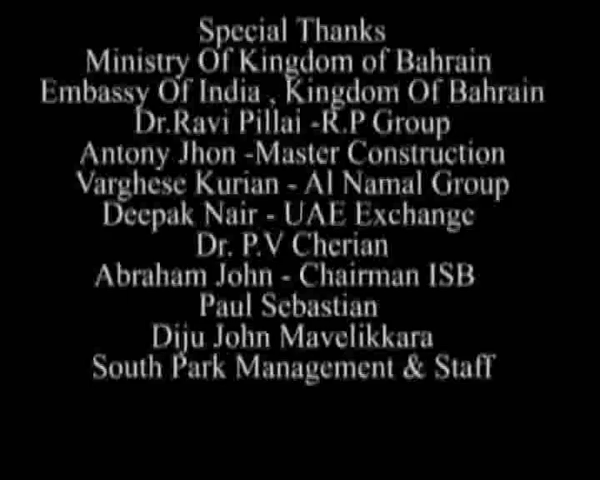 Special Thanks
Ministry Of Kingdom of Bahrain
Embassy Of India , Kingdom Of Bahrain
Dr.Ravi Pillai -R.P Group
Antony Jhon -Master Construction
Varghese Kurian - Al Namal Group
Deepak Nair - UAE Exchange
Dr. P.V Cherian
Abraham John - Chairman ISB
Paul Sebastian
Diju John Mavelikkara
South Park Management & Staff